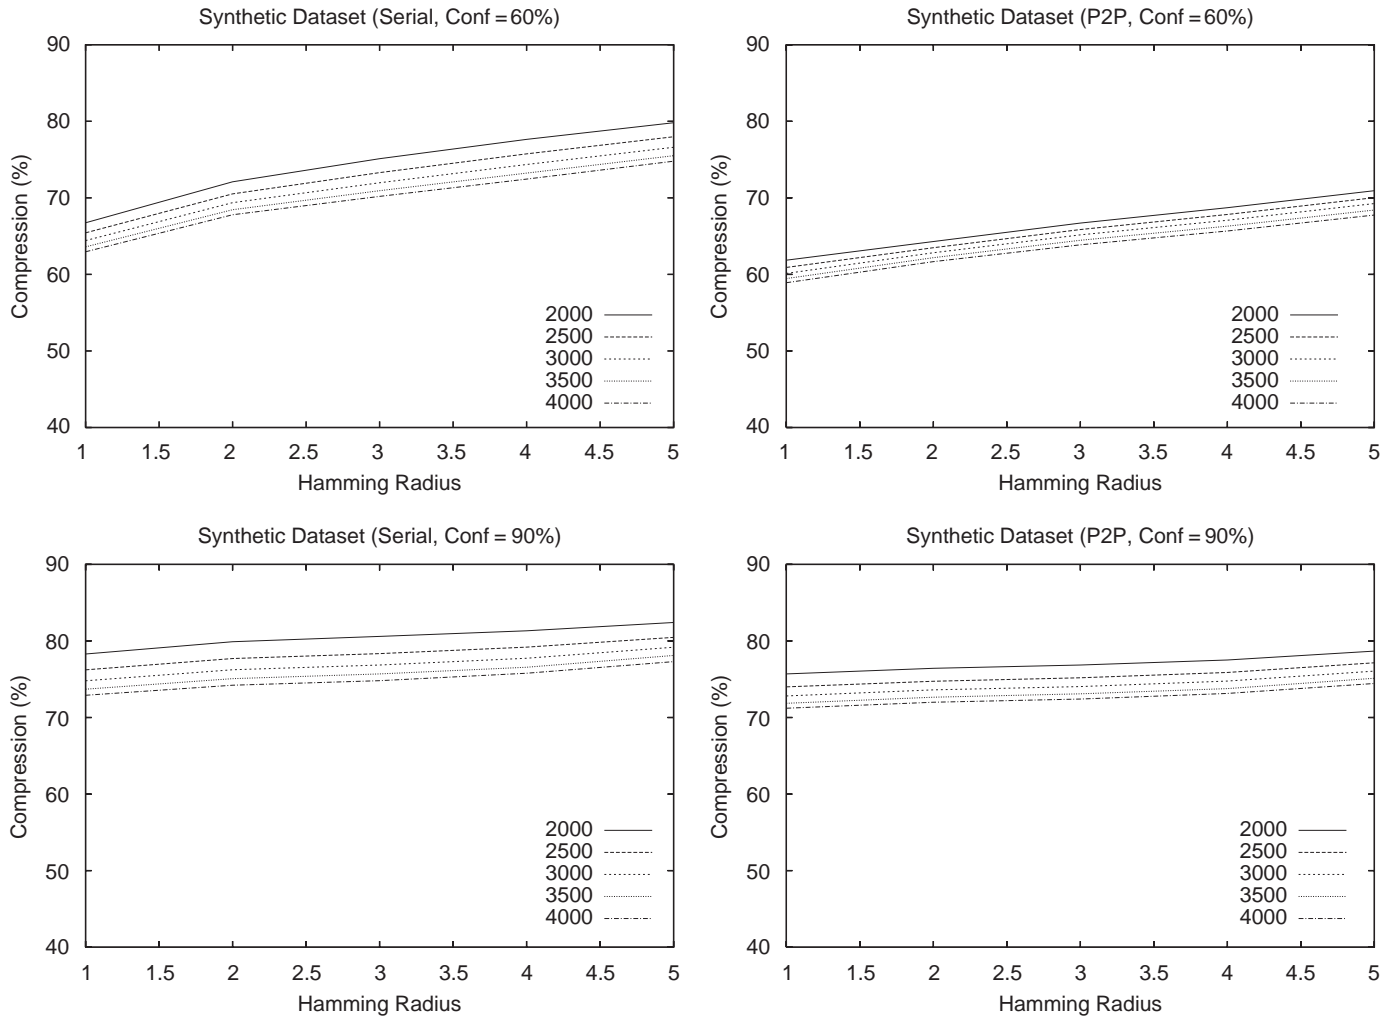 Synthetic Dataset (Serial, Conf = 60%)
90
80
70
60
50
40
Compression (%)
2000
2500
3000
3500
4000
1 1.5 2 2.5 3 3.5 4 4.5 5
Hamming Radius
Synthetic Dataset (P2P, Conf = 60%)
90
80
70
60
50
40
Compression (%)
2000
2500
3000
3500
4000
1 1.5 2 2.5 3 3.5 4 4.5 5
Hamming Radius
Synthetic Dataset (Serial, Conf = 90%)
90
80
70
60
50
40
Compression (%)
2000
2500
3000
3500
4000
1 1.5 2 2.5 3 3.5 4 4.5 5
Hamming Radius
Synthetic Dataset (P2P, Conf = 90%)
90
80
70
60
50
40
Compression (%)
2000
2500
3000
3500
4000
1 1.5 2 2.5 3 3.5 4 4.5 5
Hamming Radius